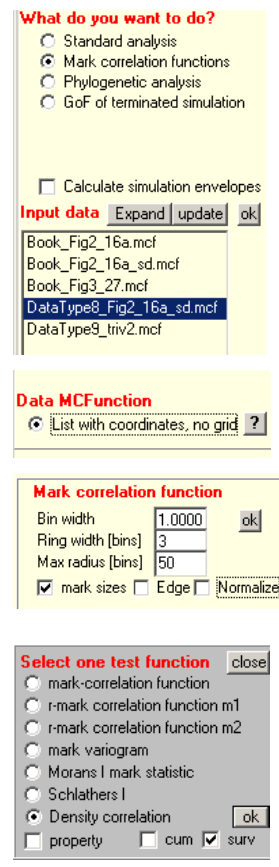 What do you want to do?
Standard analysis
Mark correlation functions
Phylogenetic analysis
GoF of terminated simulation
Calculate simulation envelopes
Input data Expand update ok
Book_Fig2_16a.mcf
Book_Fig2_16a_sd.mcf
Book_Fig3_27.mcf
DataType8_Fig2_16a_sd.mcf
DataType9_triv2.mcf
Data MCFunction
List with coordinates, no grid ?
Mark correlation function
Bin width 1.0000 ok
Ring width [bins] 3
Max radius [bins] 50
mark sizes Edge Normalize
Select one test function close
mark-correlation function
r-mark correlation function m1
r-mark correlation function m2
mark variogram
Morans I mark statistic
Schlathers I
Density correlation ok
property cum surv